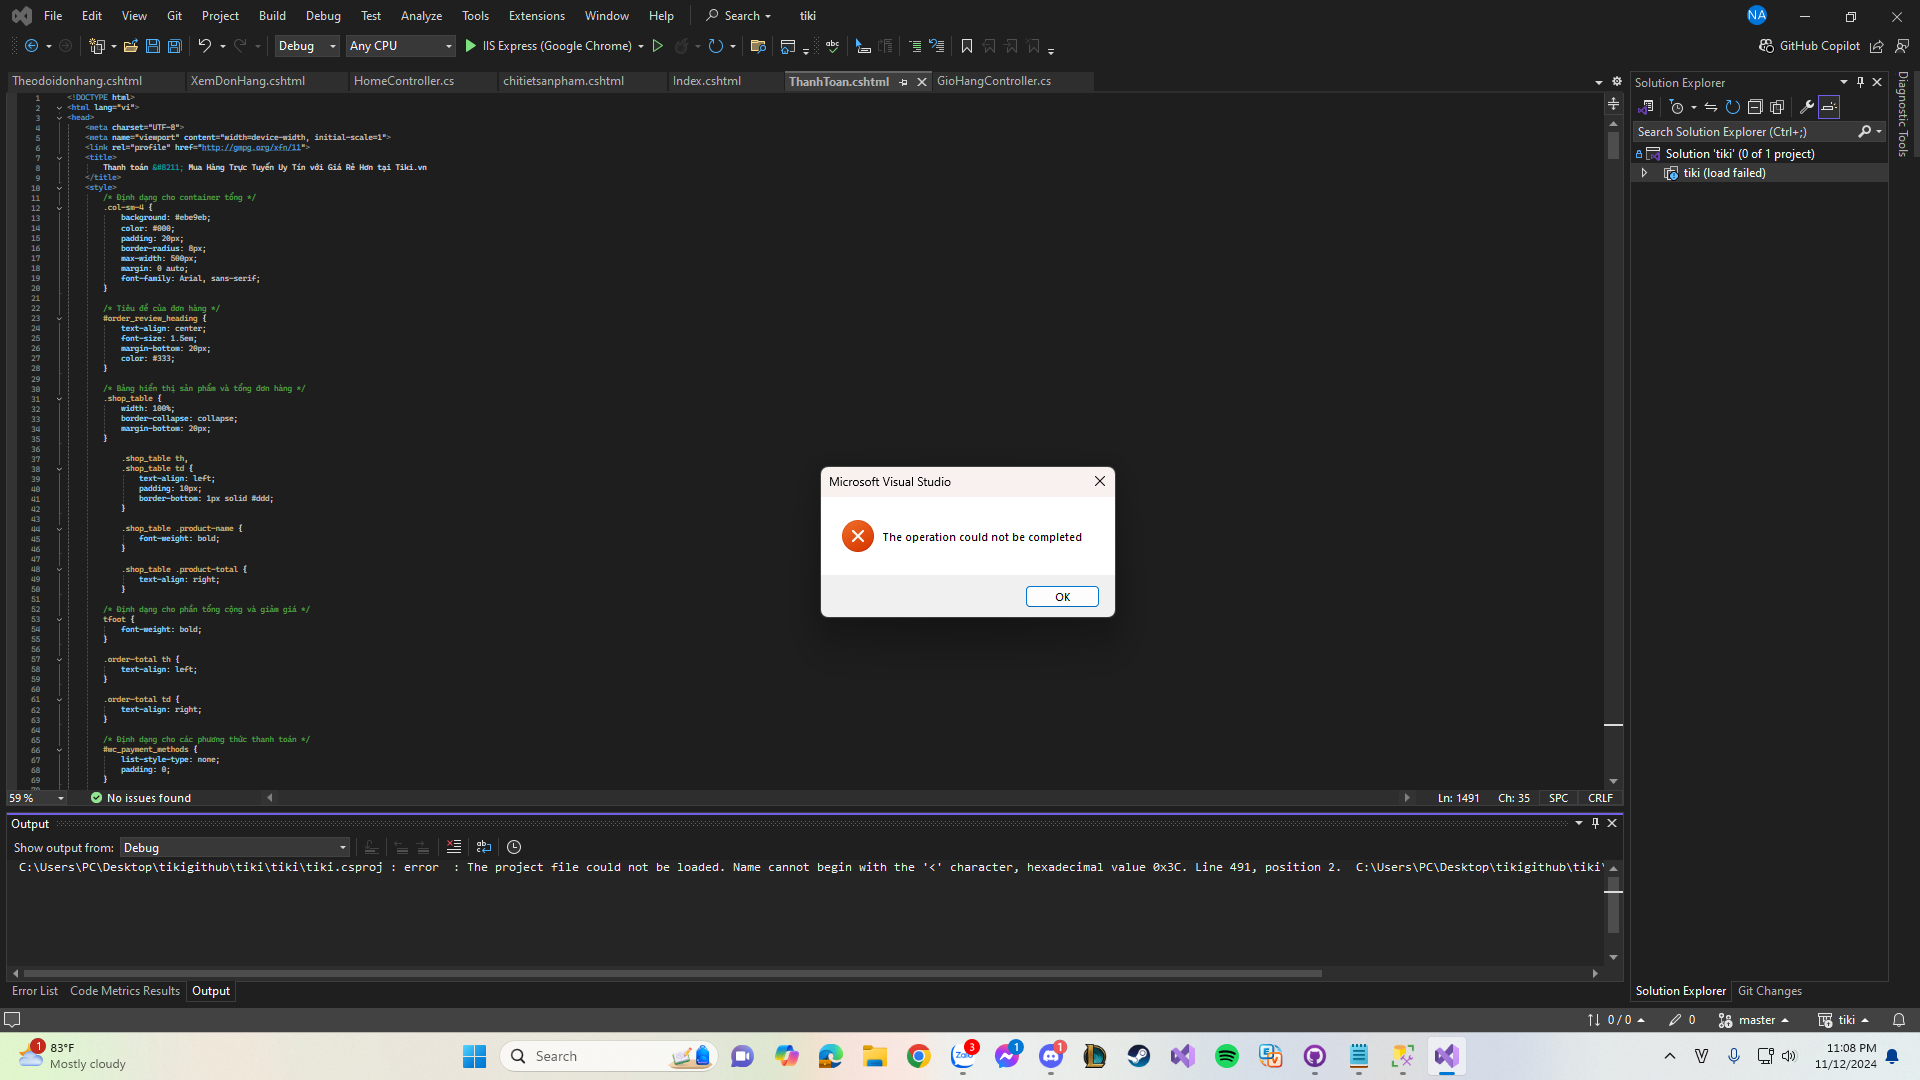 File Edit View Git Project Build Debug Test Analyze Tools Extensions Window Help Search tiki NA
Debug Any CPU IIS Express (Google Chrome) GitHub Copilot
Theodoidonhang.cshtml XemDonHang.cshtml HomeController.cs chitietsanpham.cshtml Index.cshtml ThanhToan.cshtml GioHangController.cs
1 <!DOCTYPE html>
2 <html lang="vi">
3 <head>
4 <meta charset="UTF-8">
5 <meta name="viewport" content="width=device-width, initial-scale=1">
6 <link rel="profile" href="http://gmpg.org/xfn/11">
7 <title>
8 Thanh toán &#8211; Mua Hàng Trực Tuyến Uy Tín với Giá Rẻ Hơn tại Tiki.vn
9 </title>
10 <style>
11 /* Định dạng cho container tổng */
12 .col-sm-4 {
13 background: #ebe9eb;
14 color: #000;
15 padding: 20px;
16 border-radius: 8px;
17 max-width: 500px;
18 margin: 0 auto;
19 font-family: Arial, sans-serif;
20 }
21
22 /* Tiêu đề của đơn hàng */
23 #order_review_heading {
24 text-align: center;
25 font-size: 1.5em;
26 margin-bottom: 20px;
27 color: #333;
28 }
29
30 /* Bảng hiển thị sản phẩm và tổng đơn hàng */
31 .shop_table {
32 width: 100%;
33 border-collapse: collapse;
34 margin-bottom: 20px;
35 }
36
37 .shop_table th,
38 .shop_table td {
39 text-align: left;
40 padding: 10px;
41 border-bottom: 1px solid #ddd;
42 }
43
44 .shop_table .product-name {
45 font-weight: bold;
46 }
47
48 .shop_table .product-total {
49 text-align: right;
50 }
51
52 /* Định dạng cho phần tổng cộng và giảm giá */
53 tfoot {
54 font-weight: bold;
55 }
56
57 .order-total th {
58 text-align: left;
59 }
60
61 .order-total td {
62 text-align: right;
63 }
64
65 /* Định dạng cho các phương thức thanh toán */
66 #wc_payment_methods {
67 list-style-type: none;
68 padding: 0;
69 }
59 % No issues found Ln: 1491 Ch: 35 SPC CRLF
Microsoft Visual Studio
The operation could not be completed
OK
Output
Show output from: Debug
C:\Users\PC\Desktop\tikigithub\tiki\tiki\tiki.csproj : error  : The project file could not be loaded. Name cannot begin with the '<' character, hexadecimal value 0x3C. Line 491, position 2.  C:\Users\PC\Desktop\tikigithub\tiki\
Error List Code Metrics Results Output
Solution Explorer
Search Solution Explorer (Ctrl+;)
Solution 'tiki' (0 of 1 project)
tiki (load failed)
Diagnostic Tools
Solution Explorer Git Changes
0 / 0 0 master tiki
1 83°F
Mostly cloudy
Search
Zalo 3 1 1
11:08 PM
11/12/2024